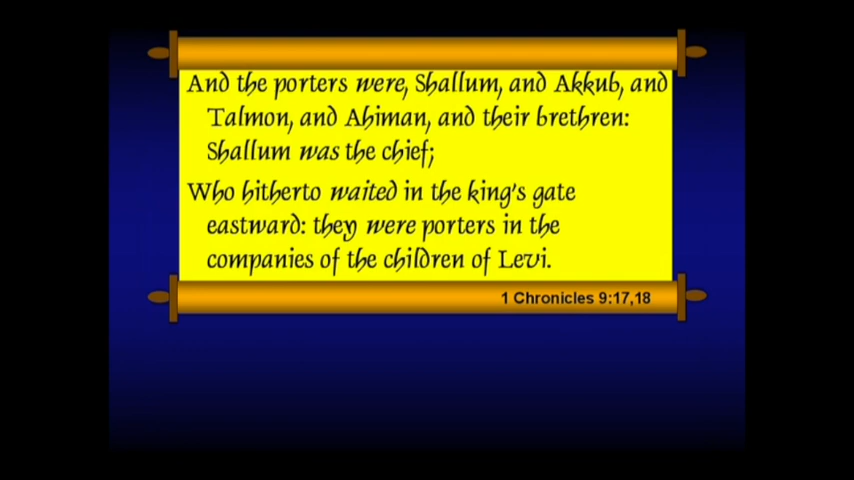 And the porters were, Shallum, and Akkub, and
Talmon, and Ahiman, and their brethren:
Shallum was the chief;
Who hitherto waited in the king's gate
eastward: they were porters in the
companies of the children of Levi.
1 Chronicles 9:17,18